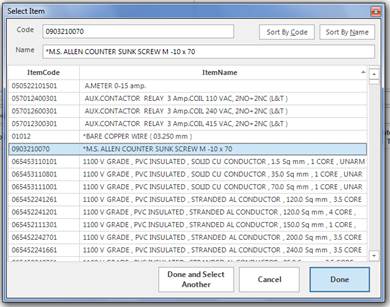 Select Item
Code 0903210070 Sort By Code Sort By Name
Name *M.S. ALLEN COUNTER SUNK SCREW M -10 x 70
ItemCode ItemName
050522101501 A.METER 0-15 amp.
057012400301 AUX.CONTACTOR RELAY 3 Amp.COIL 110 VAC, 2NO+2NC (L&T )
057012600301 AUX.CONTACTOR RELAY 3 Amp.COIL 240 VAC, 2NO+2NC (L&T )
057012300301 AUX.CONTACTOR RELAY 3 Amp.COIL 415 VAC, 2NO+2NC (L&T )
01012 *BARE COPPER WIRE ( 03.250 mm )
0903210070 *M.S. ALLEN COUNTER SUNK SCREW M -10 x 70
065453110101 1100 V GRADE , PVC INSULATED , SOLID CU CONDUCTOR , 1.5 Sq mm , 1 CORE , UNARM
065453110301 1100 V GRADE , PVC INSULATED , SOLID CU CONDUCTOR , 35.0 Sq mm , 1 CORE ,
065453111001 1100 V GRADE , PVC INSULATED , SOLID CU CONDUCTOR , 70.0 Sq mm , 1 CORE ,
065452242201 1100 V GRADE , PVC INSULATED , STRANDED AL CONDUCTOR , 120.0 Sq mm , 3.5 CORE
065452241201 1100 V GRADE , PVC INSULATED , STRANDED AL CONDUCTOR , 120.0 Sq mm , 4 CORE ,
065452111301 1100 V GRADE , PVC INSULATED , STRANDED AL CONDUCTOR , 150.0 Sq mm , 1 CORE ,
065452242701 1100 V GRADE , PVC INSULATED , STRANDED AL CONDUCTOR , 200.0 Sq mm , 3.5 CORE
065452241661 1100 V GRADE , PVC INSULATED , STRANDED AL CONDUCTOR , 240.0 Sq mm , 3.5 CORE
Done and Select Another Cancel Done